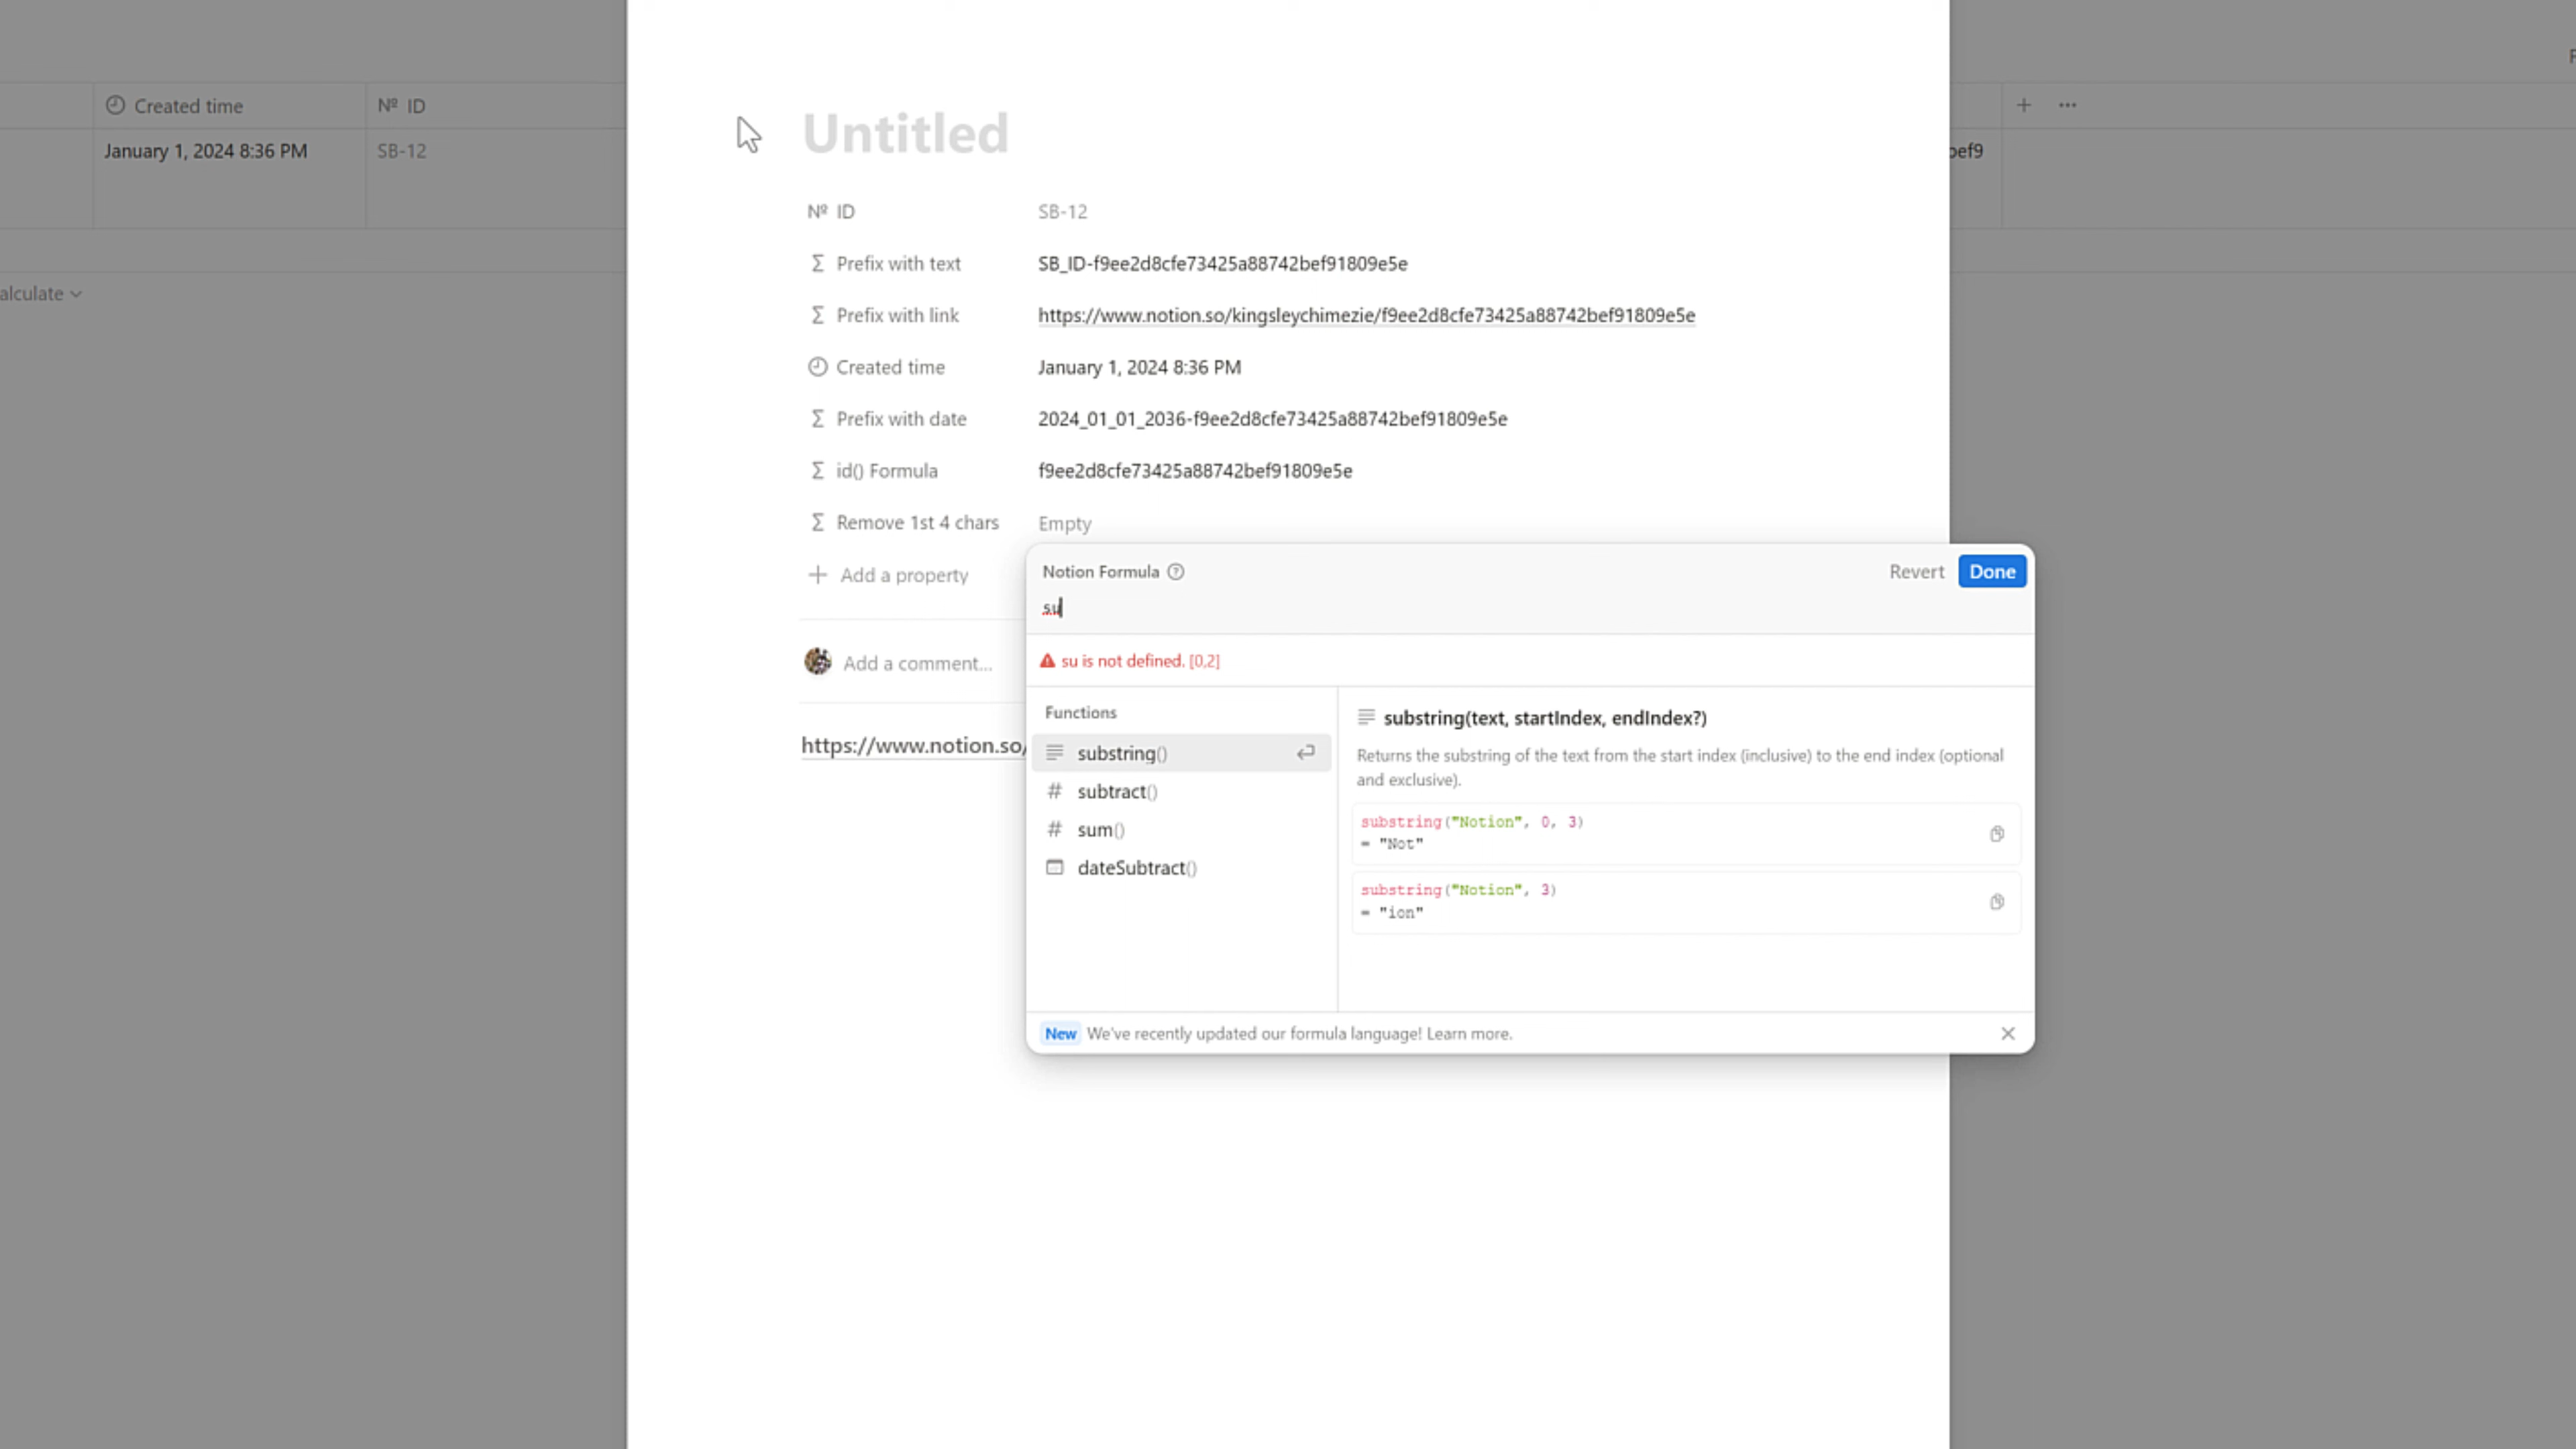 Created time
Nº ID
January 1, 2024 8:36 PM
SB-12
alculate
Untitled
Nº ID
SB-12
Σ Prefix with text
SB_ID-f9ee2d8cfe73425a88742bef91809e5e
Σ Prefix with link
https://www.notion.so/kingsleychimezie/f9ee2d8cfe73425a88742bef91809e5e
Created time
January 1, 2024 8:36 PM
Σ Prefix with date
2024_01_01_2036-f9ee2d8cfe73425a88742bef91809e5e
Σ id() Formula
f9ee2d8cfe73425a88742bef91809e5e
Σ Remove 1st 4 chars
Empty
+ Add a property
Add a comment...
https://www.notion.so/
Notion Formula
Revert
Done
su
su is not defined. [0,2]
Functions
substring()
# subtract()
# sum()
dateSubtract()
substring(text, startIndex, endIndex?)
Returns the substring of the text from the start index (inclusive) to the end index (optional
and exclusive).
substring("Notion", 0, 3)
= "Not"
substring("Notion", 3)
= "ion"
New We've recently updated our formula language! Learn more.
+ ...
bef9